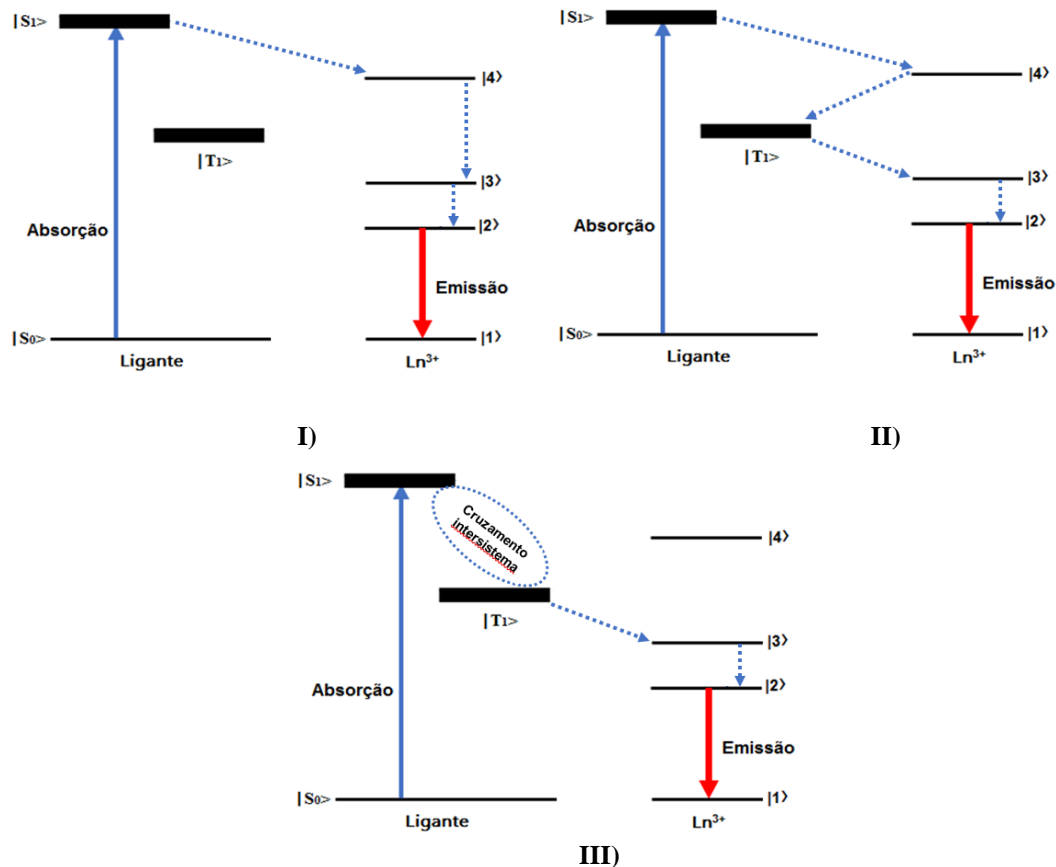 |S₁>
|4⟩
|T₁>
|3⟩
Absorção
|2⟩
Emissão
|S₀>
|1⟩
Ligante
Ln³⁺
I)
|S₁>
|4⟩
|T₁>
|3⟩
Absorção
|2⟩
Emissão
|S₀>
|1⟩
Ligante
Ln³⁺
II)
|S₁>
Cruzamento
intersistema
|4⟩
|T₁>
|3⟩
Absorção
|2⟩
Emissão
|S₀>
|1⟩
Ligante
Ln³⁺
III)